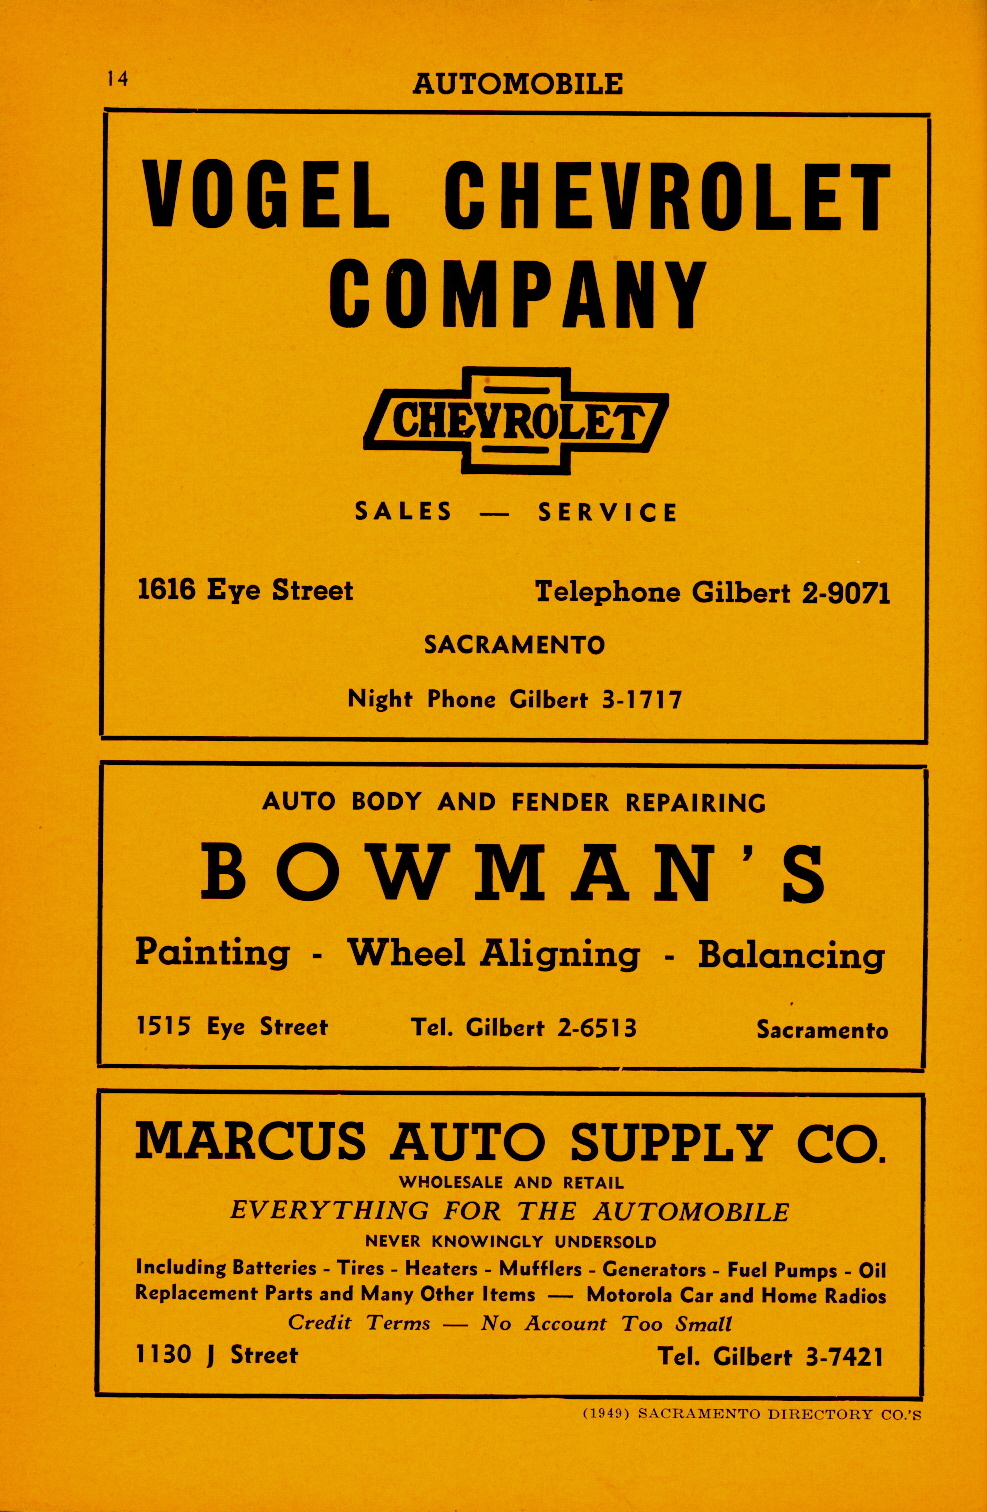 14
AUTOMOBILE
VOGEL CHEVROLET
COMPANY
CHEVROLET
SALES — SERVICE
1616 Eye Street Telephone Gilbert 2-9071
SACRAMENTO
Night Phone Gilbert 3-1717
AUTO BODY AND FENDER REPAIRING
BOWMAN'S
Painting - Wheel Aligning - Balancing
1515 Eye Street Tel. Gilbert 2-6513 Sacramento
MARCUS AUTO SUPPLY CO.
WHOLESALE AND RETAIL
EVERYTHING FOR THE AUTOMOBILE
NEVER KNOWINGLY UNDERSOLD
Including Batteries - Tires - Heaters - Mufflers - Generators - Fuel Pumps - Oil
Replacement Parts and Many Other Items — Motorola Car and Home Radios
Credit Terms — No Account Too Small
1130 J Street Tel. Gilbert 3-7421
(1949) SACRAMENTO DIRECTORY CO.'S